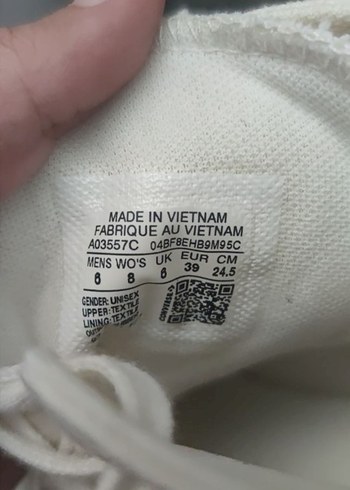 MADE IN VIETNAM
FABRIQUE AU VIETNAM
A03557C 04BF8EHB9M95C
MENS WO'S UK EUR CM
6 8 6 39 24.5
GENDER: UNISEX
UPPER: TEXTILE
LINING: TEXTILE
CONVERSE